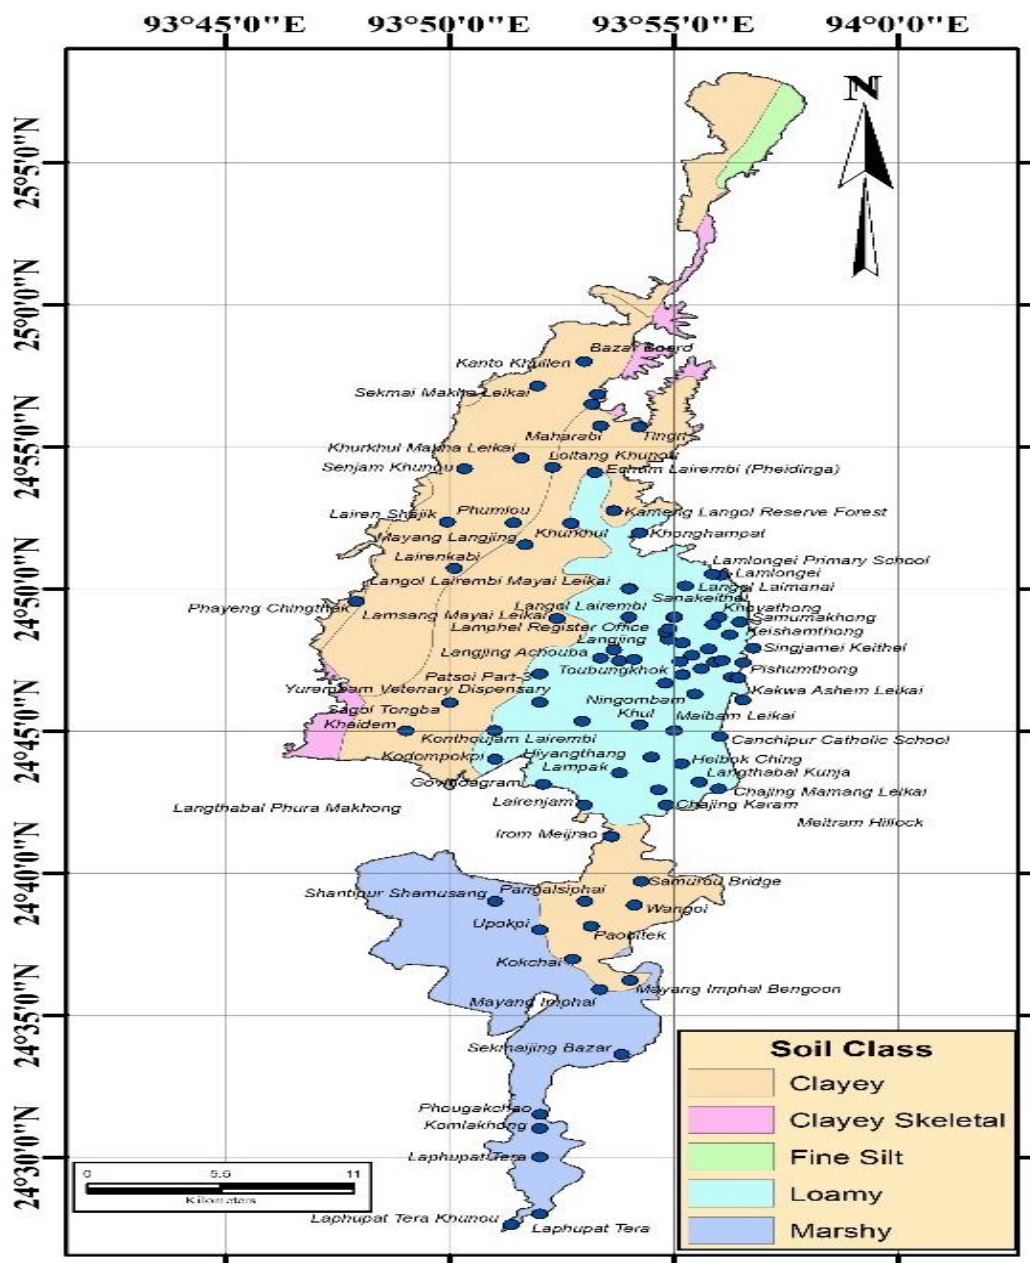 93°45'0"E 93°50'0"E 93°55'0"E 94°0'0"E
N
25°5'0"N
25°0'0"N
Bazar Board
Kanto Khullen
Sekmai Makha Leikai
Maharabi Tingri
24°55'0"N
Khurkhul Makha Leikai Loitang Khunou
Senjam Khunou Echum Lairembi (Pheidinga)
Lairen Shajik Phumlou Kameng Langol Reserve Forest
Mayang Langjing Khurkhul Khonghampat
Lairenkabi Lamlongei Primary School
24°50'0"N
Langol Lairembi Mayai Leikai Lamlongei
Langol Laimanai
Sanakeithel
Phayeng Chingthak Langol Lairembi Khoyathong
Lamsang Mayai Leikai Samumakhong
Lamphel Register Office Keishamthong
Langjing Singjamei Keithel
Langjing Achouba
Patsoi Part-3 Toubungkhok Pishumthong
Yurembam Vetenary Dispensary Ningombam Kakwa Ashem Leikai
Sagol Tongba
Khaidem Khul Maibam Leikai
24°45'0"N
Konthoujam Lairembi Canchipur Catholic School
Kodompokpi Hiyangthang Heibok Ching
Lampak Langthabal Kunja
Govindagram Chajing Mamang Leikai
Langthabal Phura Makhong Lairenjam Chajing Karam
Meitram Hillock
Irom Meijrao
24°40'0"N
Shantipur Shamusang Pangalsiphai Samurou Bridge
Wangoi
Upokpi Paobitek
Kokchai
Mayang Imphal Mayang Imphal Bengoon
24°35'0"N
Sekmaijing Bazar
Phougakchao
Komlakhong
24°30'0"N
Laphupat Tera
Laphupat Tera Khunou
Laphupat Tera
0 5.5 11
Kilometers
Soil Class
Clayey
Clayey Skeletal
Fine Silt
Loamy
Marshy